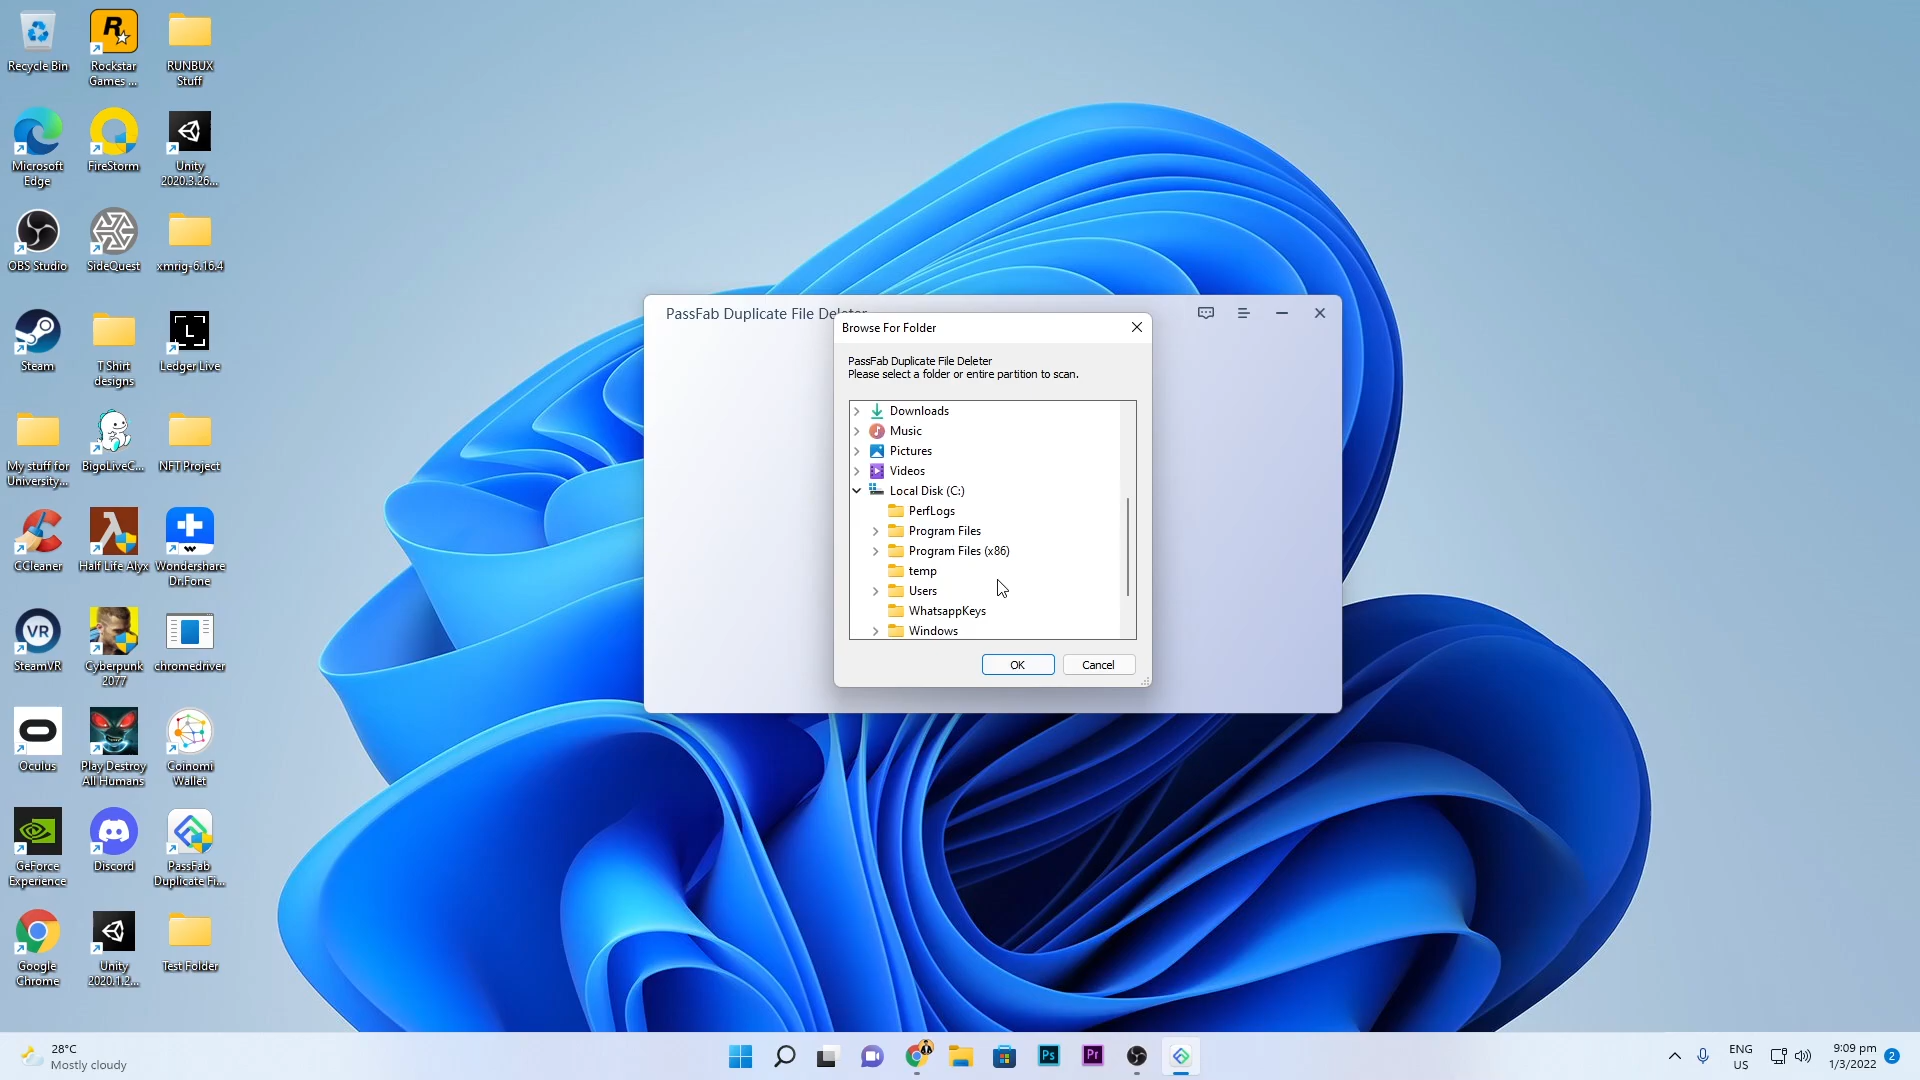 Recycle Bin
Rockstar
Games ...
RUNBUX
Stuff
Microsoft
Edge
FireStorm
Unity
2020.3.26...
OBS Studio
SideQuest
xmrig-6.16.4
Steam
T Shirt
designs
Ledger Live
My stuff for
University...
BigoLiveC...
NFT Project
CCleaner
Half Life Alyx
Wondershare
Dr.Fone
SteamVR
Cyberpunk
2077
chromedriver
Oculus
Play Destroy
All Humans
Coinomi
Wallet
GeForce
Experience
Discord
PassFab
Duplicate Fi...
Google
Chrome
Unity
2020.1.2...
Test Folder
PassFab Duplicate File Deleter
Browse For Folder
PassFab Duplicate File Deleter
Please select a folder or entire partition to scan.
Downloads
Music
Pictures
Videos
Local Disk (C:)
PerfLogs
Program Files
Program Files (x86)
temp
Users
WhatsappKeys
Windows
OK
Cancel
28°C
Mostly cloudy
Ps
Pr
ENG
US
9:09 pm
1/3/2022
2